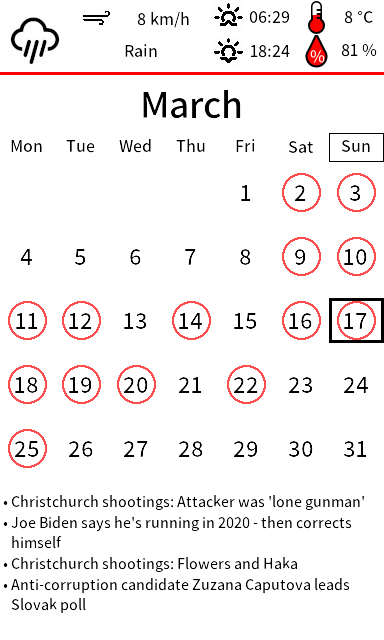 8 km/h 06:29 8 °C
Rain 18:24 % 81 %
March
Mon Tue Wed Thu Fri Sat Sun
1 2 3
4 5 6 7 8 9 10
11 12 13 14 15 16 17
18 19 20 21 22 23 24
25 26 27 28 29 30 31
• Christchurch shootings: Attacker was 'lone gunman'
• Joe Biden says he's running in 2020 - then corrects
himself
• Christchurch shootings: Flowers and Haka
• Anti-corruption candidate Zuzana Caputova leads
Slovak poll